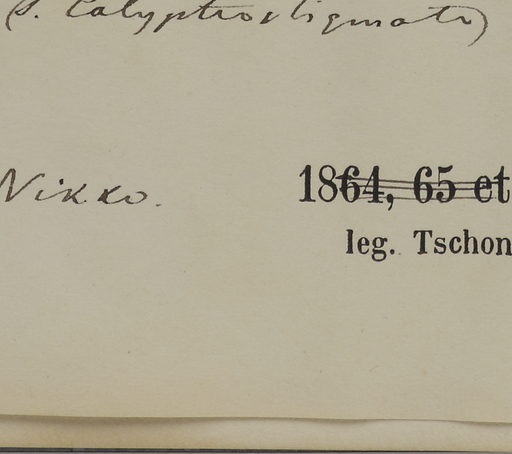 (S. Calyptrostigmata)
Nikko.
1864, 65 et
leg. Tschon